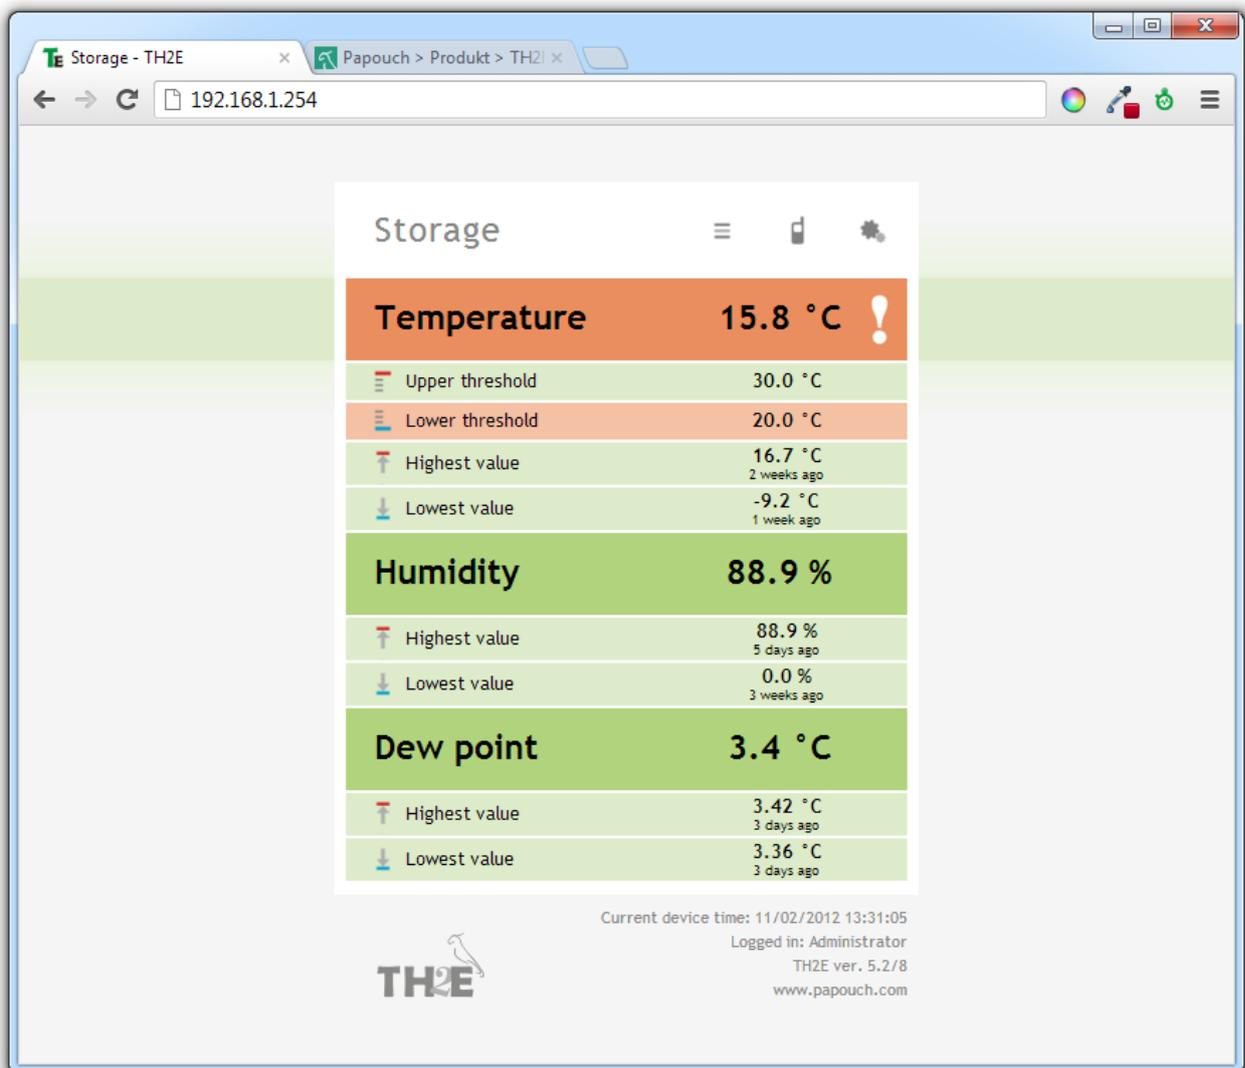 Storage - TH2E
Papouch > Produkt > TH2
192.168.1.254
Storage
Temperature 15.8 °C !
Upper threshold 30.0 °C
Lower threshold 20.0 °C
Highest value 16.7 °C
2 weeks ago
Lowest value -9.2 °C
1 week ago
Humidity 88.9 %
Highest value 88.9 %
5 days ago
Lowest value 0.0 %
3 weeks ago
Dew point 3.4 °C
Highest value 3.42 °C
3 days ago
Lowest value 3.36 °C
3 days ago
Current device time: 11/02/2012 13:31:05
Logged in: Administrator
TH2E ver. 5.2/8
www.papouch.com
TH2E